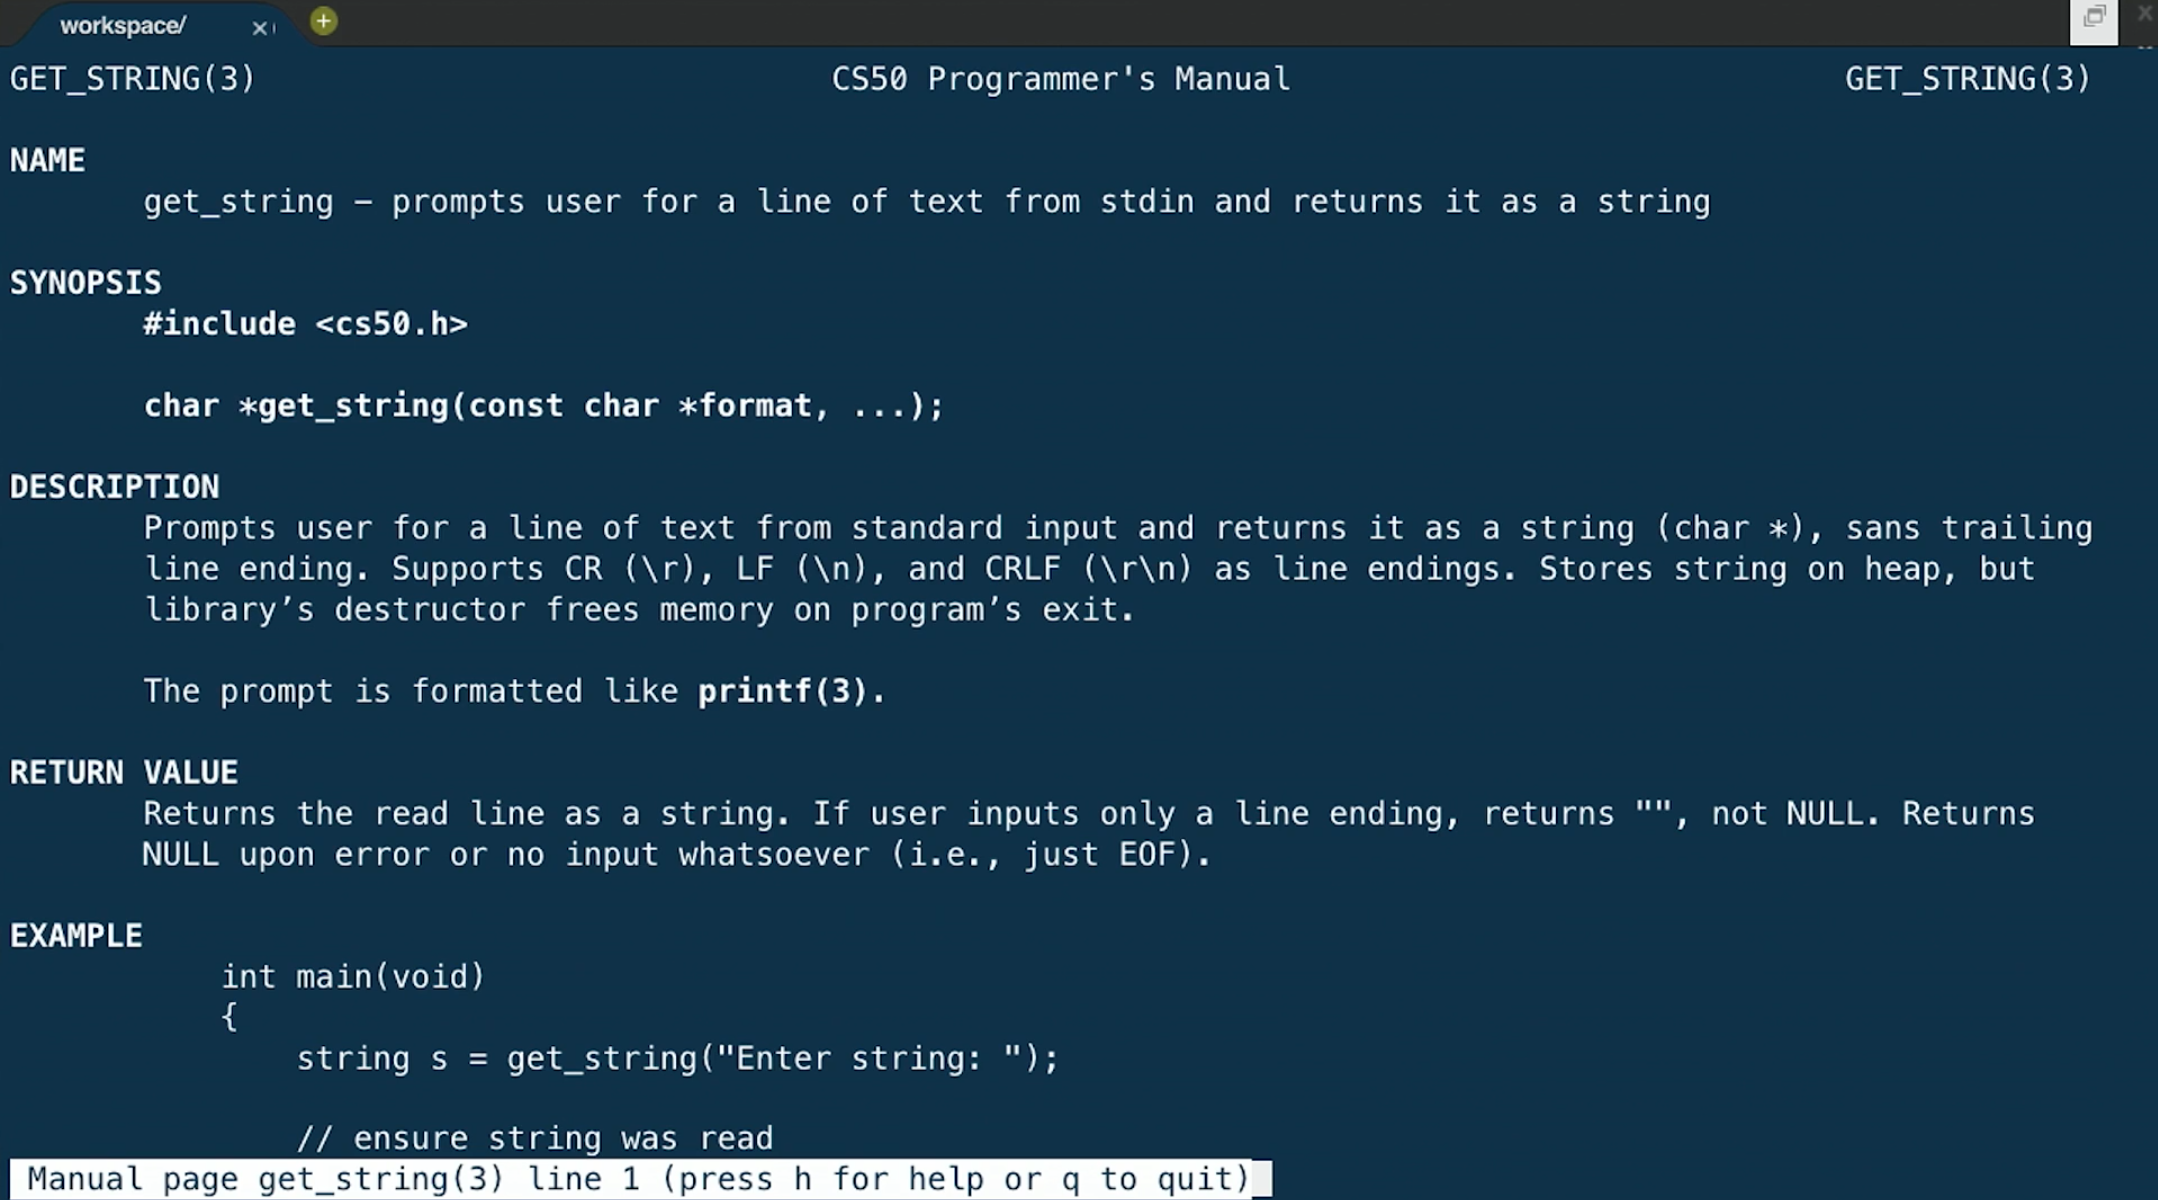 workspace/
GET_STRING(3) CS50 Programmer's Manual GET_STRING(3)
NAME
get_string – prompts user for a line of text from stdin and returns it as a string
SYNOPSIS
#include <cs50.h>
char *get_string(const char *format, ...);
DESCRIPTION
Prompts user for a line of text from standard input and returns it as a string (char *), sans trailing
line ending. Supports CR (\r), LF (\n), and CRLF (\r\n) as line endings. Stores string on heap, but
library’s destructor frees memory on program’s exit.
The prompt is formatted like printf(3).
RETURN VALUE
Returns the read line as a string. If user inputs only a line ending, returns "", not NULL. Returns
NULL upon error or no input whatsoever (i.e., just EOF).
EXAMPLE
int main(void)
{
string s = get_string("Enter string: ");
// ensure string was read
Manual page get_string(3) line 1 (press h for help or q to quit)